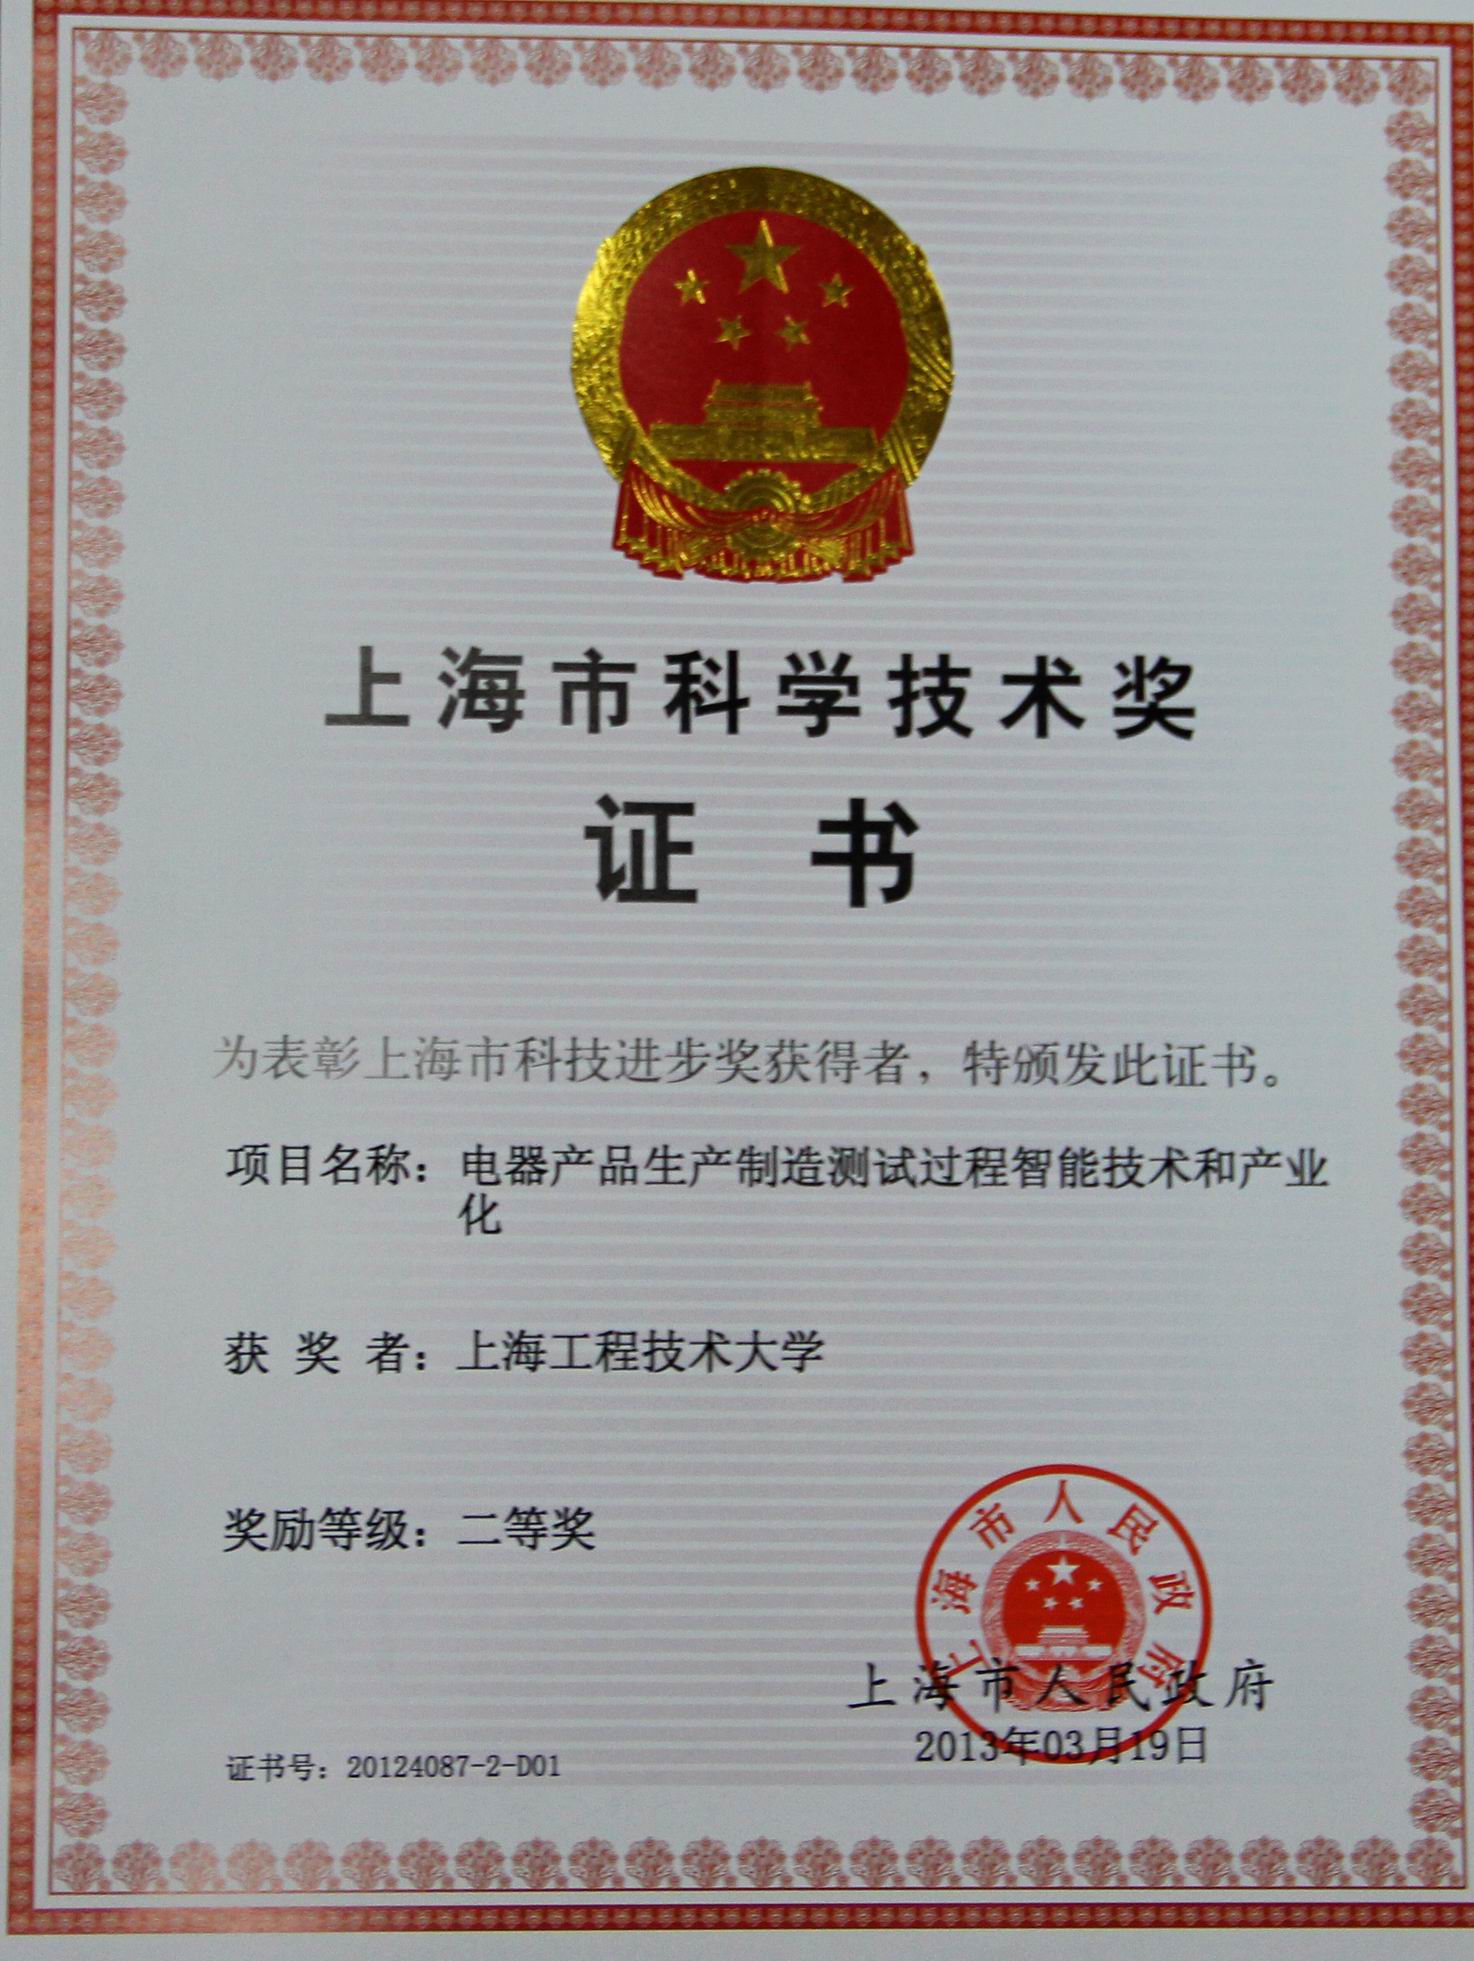 上海市科学技术奖
证 书
为表彰上海市科技进步奖获得者，特颁发此证书。
项目名称：电器产品生产制造测试过程智能技术和产业
化
获 奖 者：上海工程技术大学
奖励等级：二等奖
上海市人民政府
上海市人民政府
2013年03月19日
证书号：20124087-2-D01